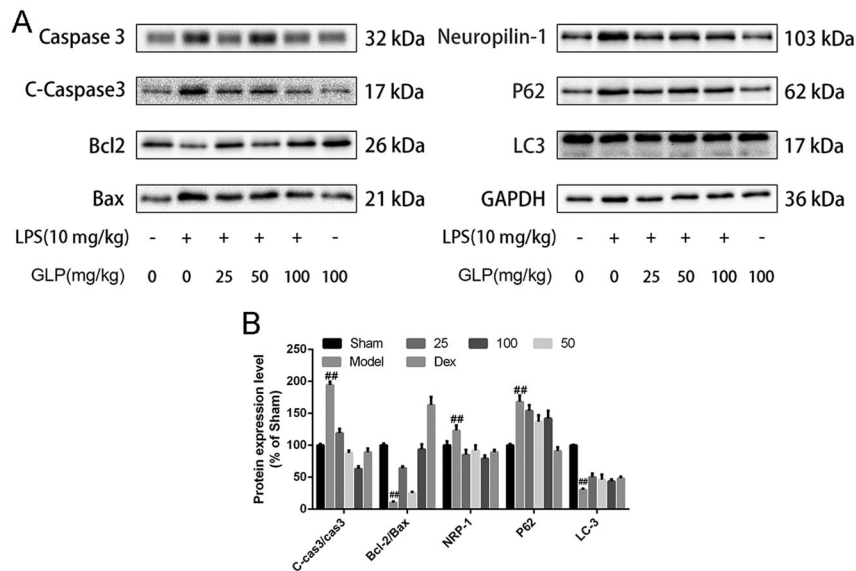 A
Caspase 3 32 kDa
C-Caspase3 17 kDa
Bcl2 26 kDa
Bax 21 kDa
LPS(10 mg/kg) - + + + + -
GLP(mg/kg) 0 0 25 50 100 100
Neuropilin-1 103 kDa
P62 62 kDa
LC3 17 kDa
GAPDH 36 kDa
LPS(10 mg/kg) - + + + + -
GLP(mg/kg) 0 0 25 50 100 100
B
Sham 25 100 50
Model Dex
Protein expression level
(% of Sham)
250
200
150
100
50
0
##
##
##
##
##
C-cas3/cas3
Bcl-2/Bax
NRP-1
P62
LC-3